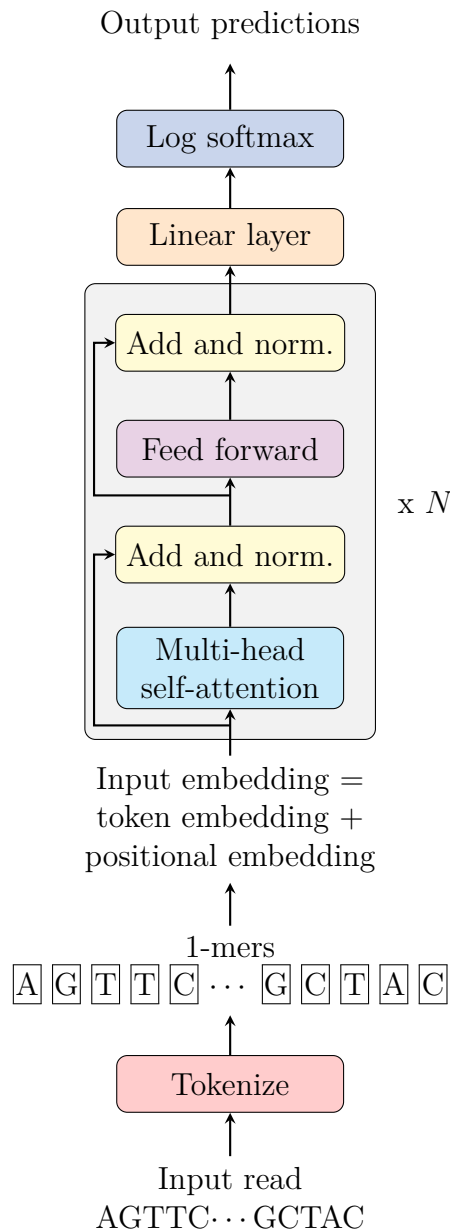 Output predictions
Log softmax
Linear layer
Add and norm.
Feed forward
x N
Add and norm.
Multi-head
self-attention
Input embedding =
token embedding +
positional embedding
1-mers
A G T T C ··· G C T A C
Tokenize
Input read
AGTTC···GCTAC